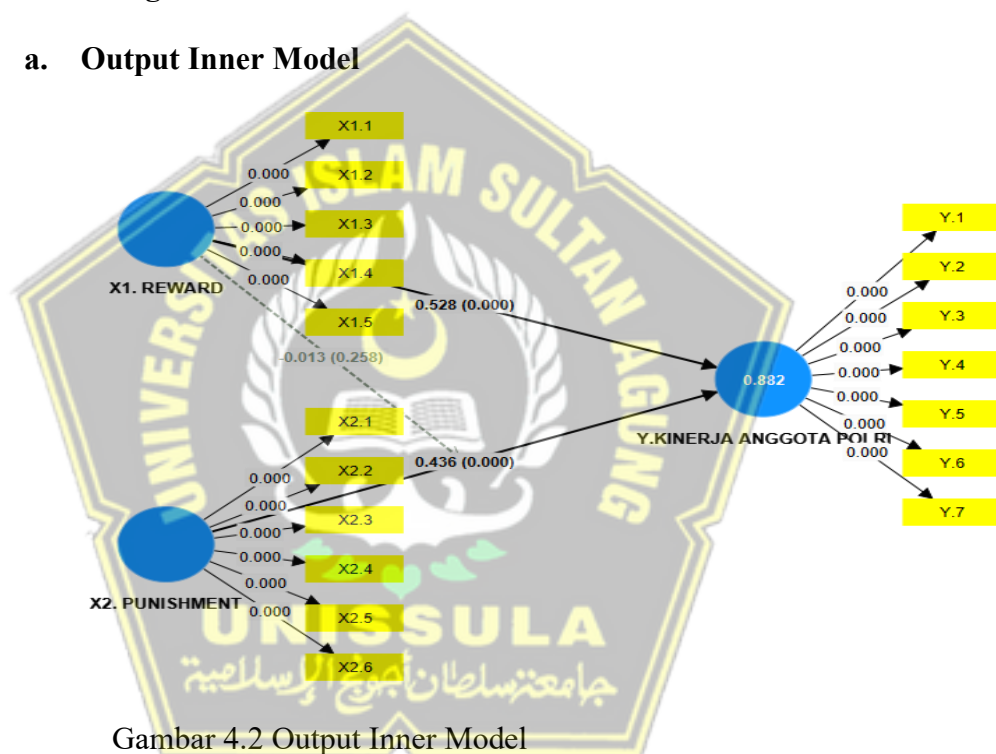 a. Output Inner Model
X1.1
0.000
X1.2
0.000
X1.3
0.000
X1.4
0.000
X1.5
0.000
X1. REWARD
0.528 (0.000)
-0.013 (0.258)
X2.1
0.000
X2.2
0.000
X2.3
0.000
X2.4
0.000
X2.5
0.000
X2.6
0.000
X2. PUNISHMENT
0.436 (0.000)
0.882
Y.KINERJA ANGGOTA POLRI
Y.1
0.000
Y.2
0.000
Y.3
0.000
Y.4
0.000
Y.5
0.000
Y.6
0.000
Y.7
0.000
UNIVERSITAS ISLAM SULTAN AGUNG
UNISSULA
جامعة سلطان أجونج الإسلامية
Gambar 4.2 Output Inner Model